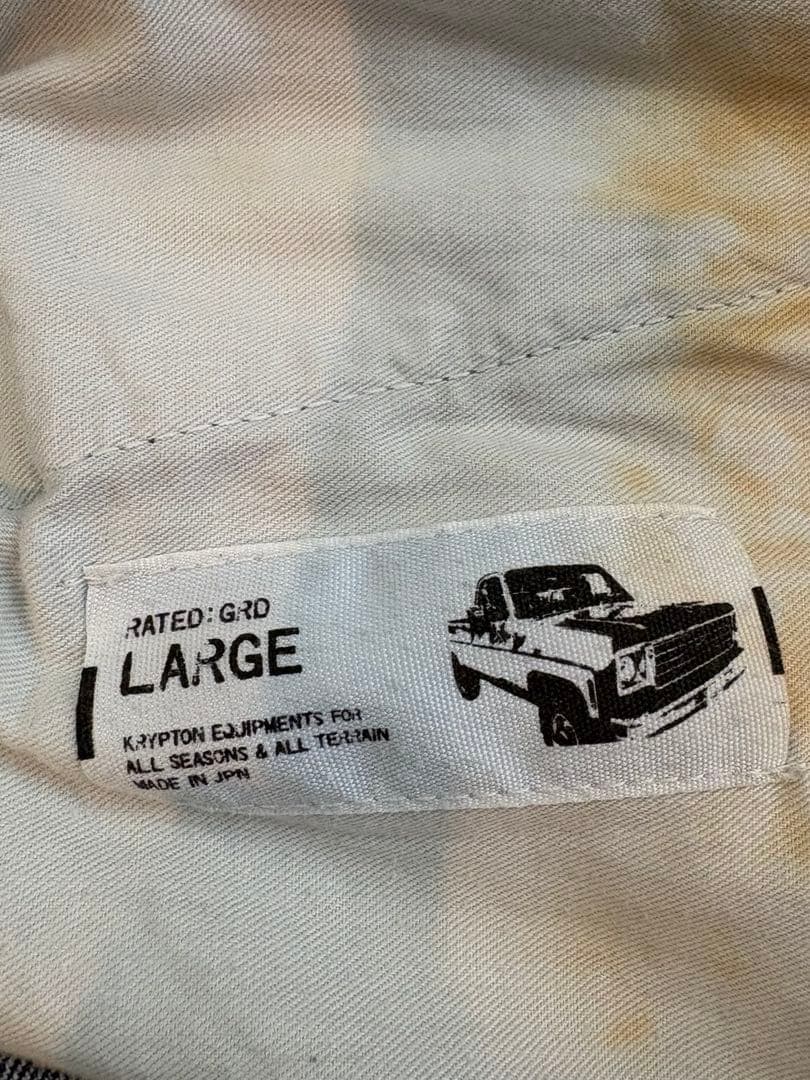 RATED: GRD
LARGE
KRYPTON EQUIPMENTS FOR
ALL SEASONS & ALL TERRAIN
MADE IN JPN